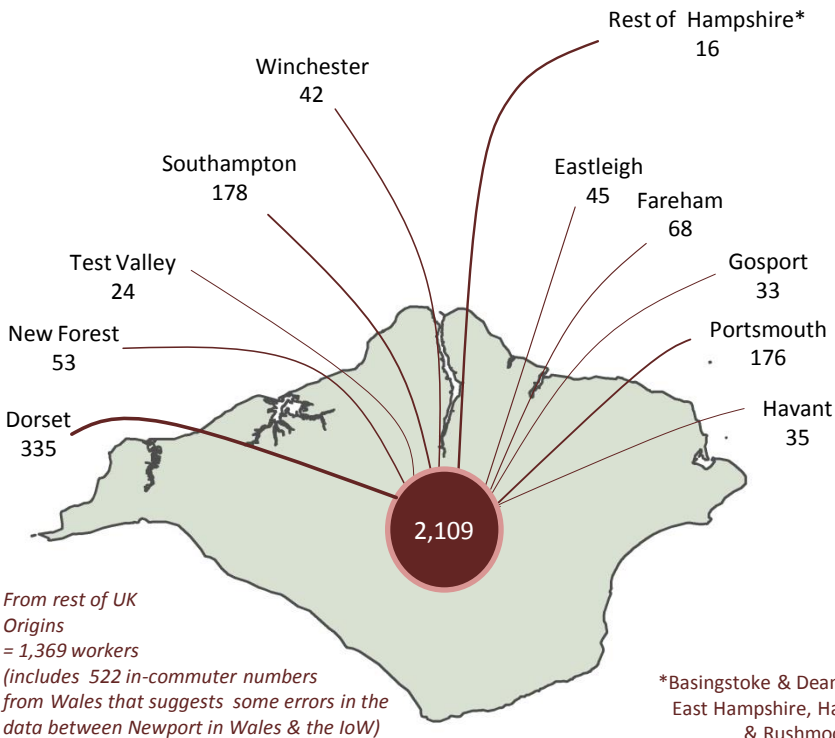 Rest of Hampshire*
16
Winchester
42
Southampton
178
Eastleigh
45
Fareham
68
Test Valley
24
Gosport
33
New Forest
53
Portsmouth
176
Dorset
335
Havant
35
2,109
From rest of UK
Origins
= 1,369 workers
(includes 522 in-commuter numbers
from Wales that suggests some errors in the
data between Newport in Wales & the IoW)
*Basingstoke & Dean
East Hampshire, Ha
& Rushmoo